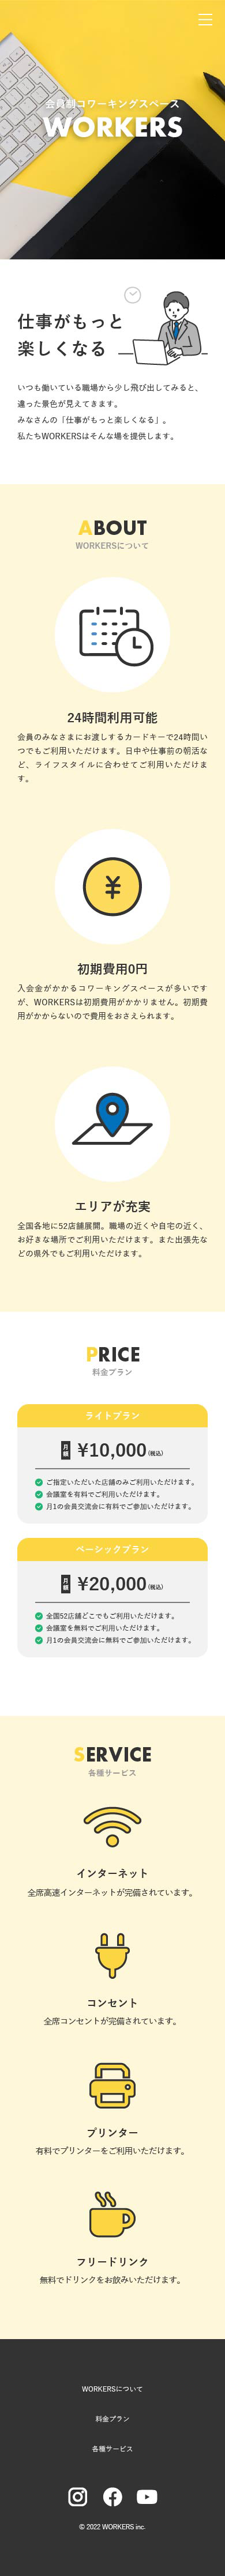 会員制コワーキングスペース
WORKERS
仕事がもっと
楽しくなる
いつも働いている職場から少し飛び出してみると、
違った景色が見えてきます。
みなさんの「仕事がもっと楽しくなる」。
私たちWORKERSはそんな場を提供します。
ABOUT
WORKERSについて
24時間利用可能
会員のみなさまにお渡しするカードキーで24時間い
つでもご利用いただけます。日中や仕事前の朝活な
ど、ライフスタイルに合わせてご利用いただけま
す。
¥
初期費用0円
入会金がかかるコワーキングスペースが多いです
が、WORKERSは初期費用がかかりません。初期費
用がかからないので費用をおさえられます。
エリアが充実
全国各地に52店舗展開。職場の近くや自宅の近く、
お好きな場所でご利用いただけます。また出張先な
どの県外でもご利用いただけます。
PRICE
料金プラン
ライトプラン
月額 ¥10,000(税込)
ご指定いただいた店舗のみご利用いただけます。
会議室を有料でご利用いただけます。
月1の会員交流会に有料でご参加いただけます。
ベーシックプラン
月額 ¥20,000(税込)
全国52店舗どこでもご利用いただけます。
会議室を無料でご利用いただけます。
月1の会員交流会に無料でご参加いただけます。
SERVICE
各種サービス
インターネット
全席高速インターネットが完備されています。
コンセント
全席コンセントが完備されています。
プリンター
有料でプリンターをご利用いただけます。
フリードリンク
無料でドリンクをお飲みいただけます。
WORKERSについて
料金プラン
各種サービス
© 2022 WORKERS inc.